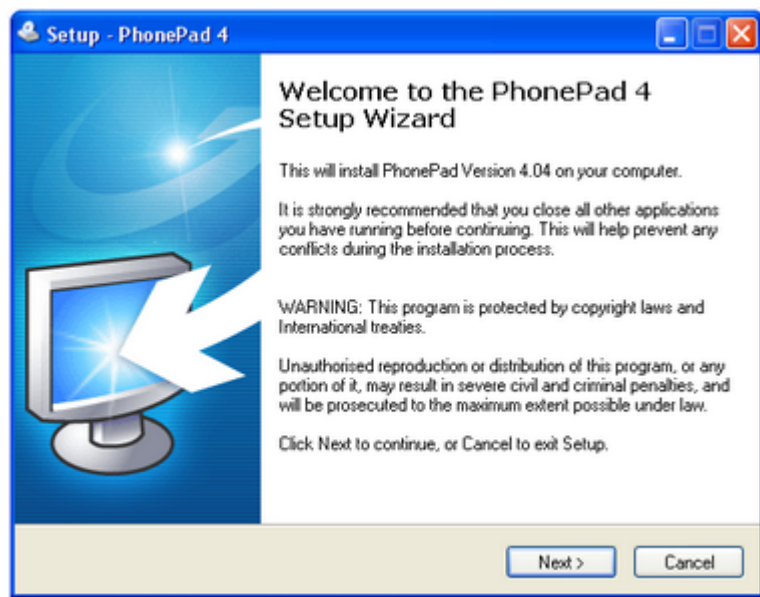 Setup - PhonePad 4
Welcome to the PhonePad 4
Setup Wizard
This will install PhonePad Version 4.04 on your computer.
It is strongly recommended that you close all other applications
you have running before continuing. This will help prevent any
conflicts during the installation process.
WARNING: This program is protected by copyright laws and
International treaties.
Unauthorised reproduction or distribution of this program, or any
portion of it, may result in severe civil and criminal penalties, and
will be prosecuted to the maximum extent possible under law.
Click Next to continue, or Cancel to exit Setup.
Next >
Cancel